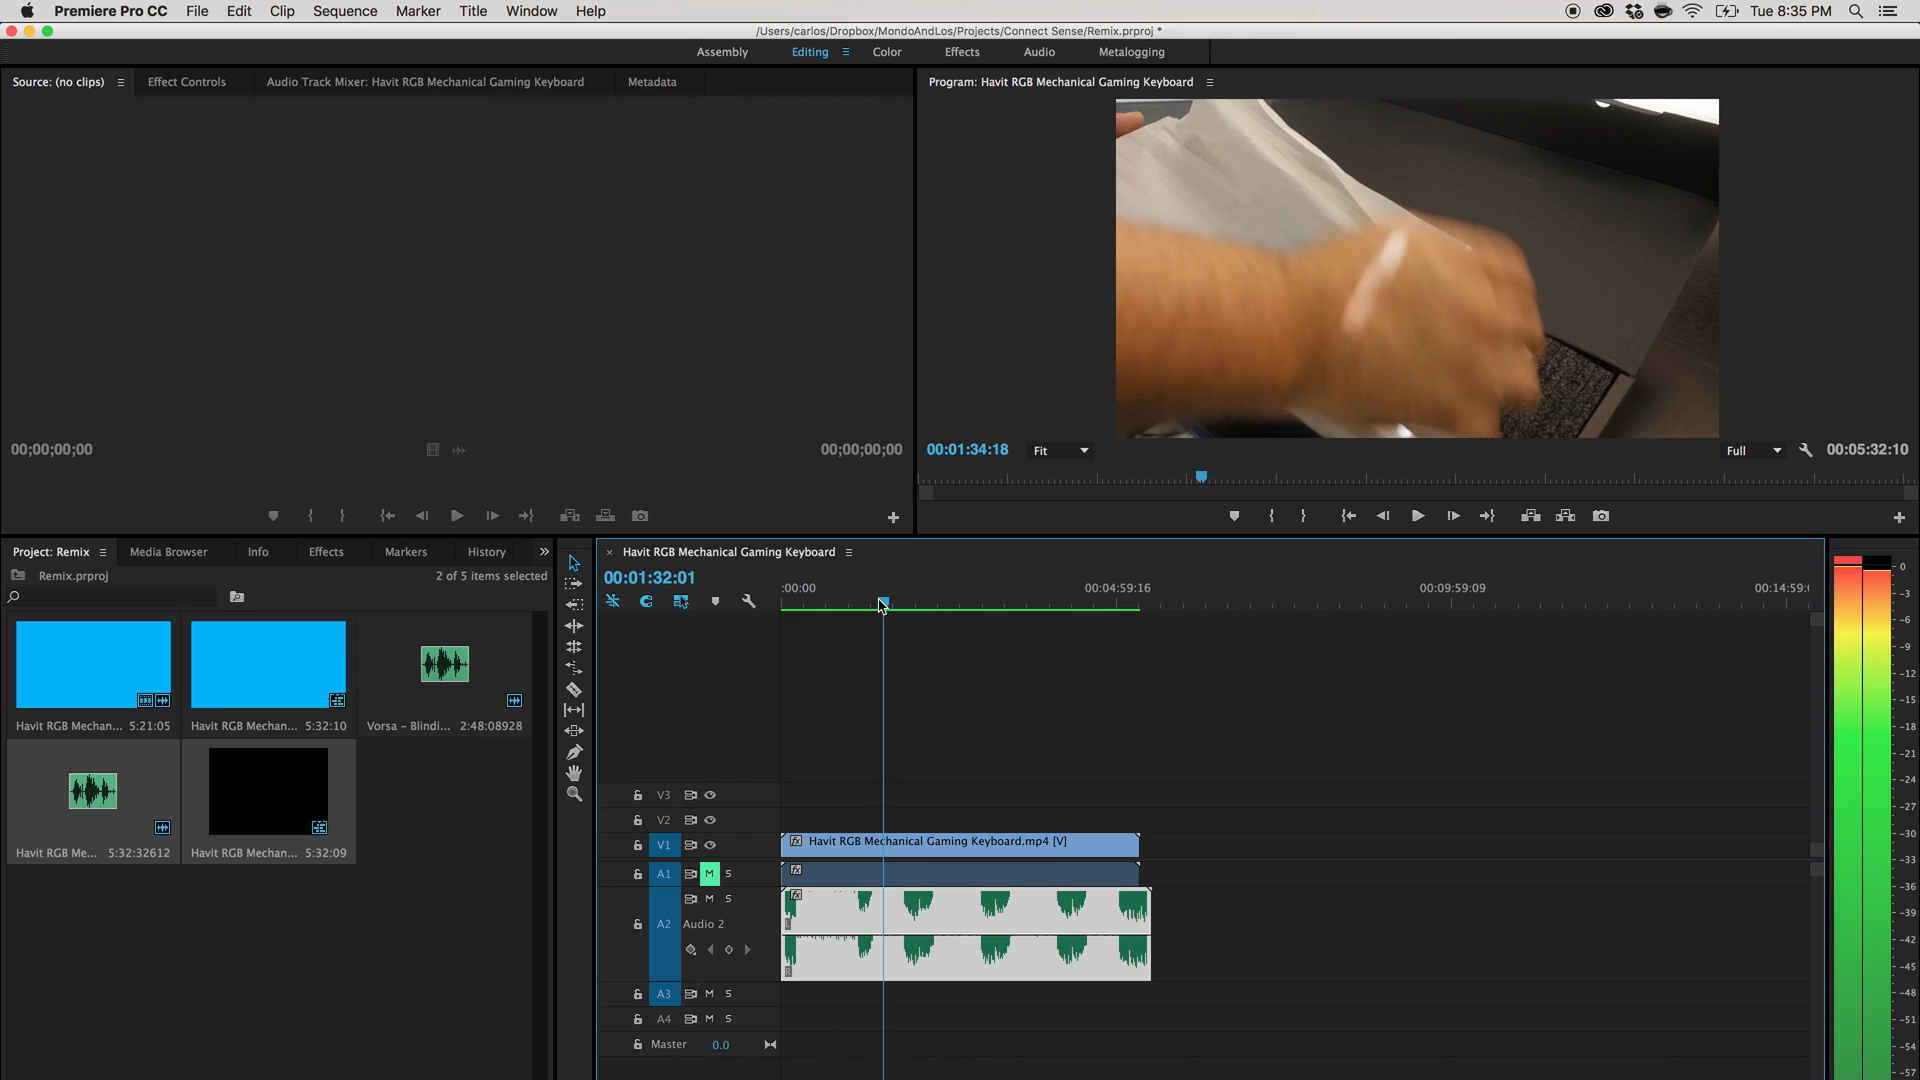 Premiere Pro CC File Edit Clip Sequence Marker Title Window Help Tue 8:35 PM
/Users/carlos/Dropbox/MondoAndLos/Projects/Connect Sense/Remix.prproj *
Assembly Editing Color Effects Audio Metalogging
Source: (no clips) Effect Controls Audio Track Mixer: Havit RGB Mechanical Gaming Keyboard Metadata
Program: Havit RGB Mechanical Gaming Keyboard
00;00;00;00 00;00;00;00
00:01:34:18 Fit Full 00:05:32:10
Project: Remix Media Browser Info Effects Markers History
Remix.prproj 2 of 5 items selected
Havit RGB Mechan... 5:21:05 Havit RGB Mechan... 5:32:10 Vorsa – Blindi... 2:48:08928
Havit RGB Me... 5:32:32612 Havit RGB Mechan... 5:32:09
Havit RGB Mechanical Gaming Keyboard
00:01:32:01
:00:00 00:04:59:16 00:09:59:09 00:14:59:
V3
V2
V1 Havit RGB Mechanical Gaming Keyboard.mp4 [V]
A1 M S
M S
A2 Audio 2
L
R
A3 M S
A4 M S
Master 0.0
0
-3
-6
-9
-12
-15
-18
-21
-24
-27
-30
-33
-36
-39
-42
-45
-48
-51
-54
-57